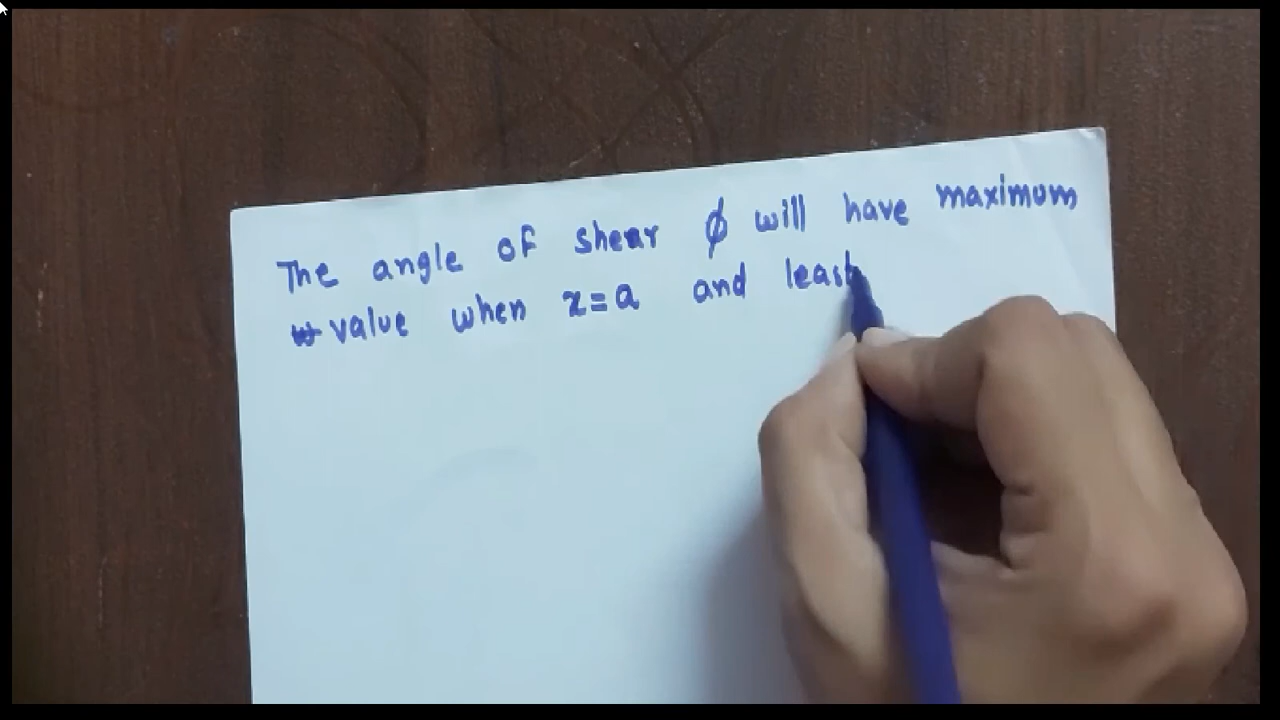 The angle of shear ϕ will have maximum
value when x=a and least